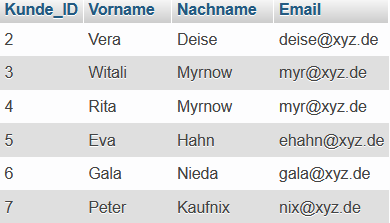 Kunde_ID Vorname Nachname Email
2 Vera Deise deise@xyz.de
3 Witali Myrnow myr@xyz.de
4 Rita Myrnow myr@xyz.de
5 Eva Hahn ehahn@xyz.de
6 Gala Nieda gala@xyz.de
7 Peter Kaufnix nix@xyz.de